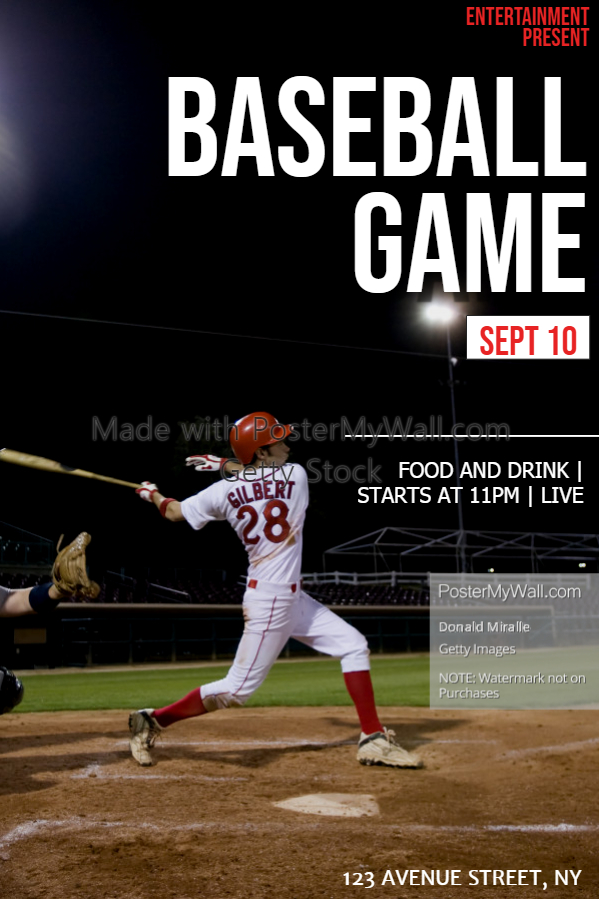 ENTERTAINMENT
PRESENT
BASEBALL
GAME
SEPT 10
Made with PosterMyWall.com
Getty Stock
FOOD AND DRINK |
STARTS AT 11PM | LIVE
GILBERT
28
PosterMyWall.com
Donald Miralle
Getty Images
NOTE: Watermark not on
Purchases
123 AVENUE STREET, NY